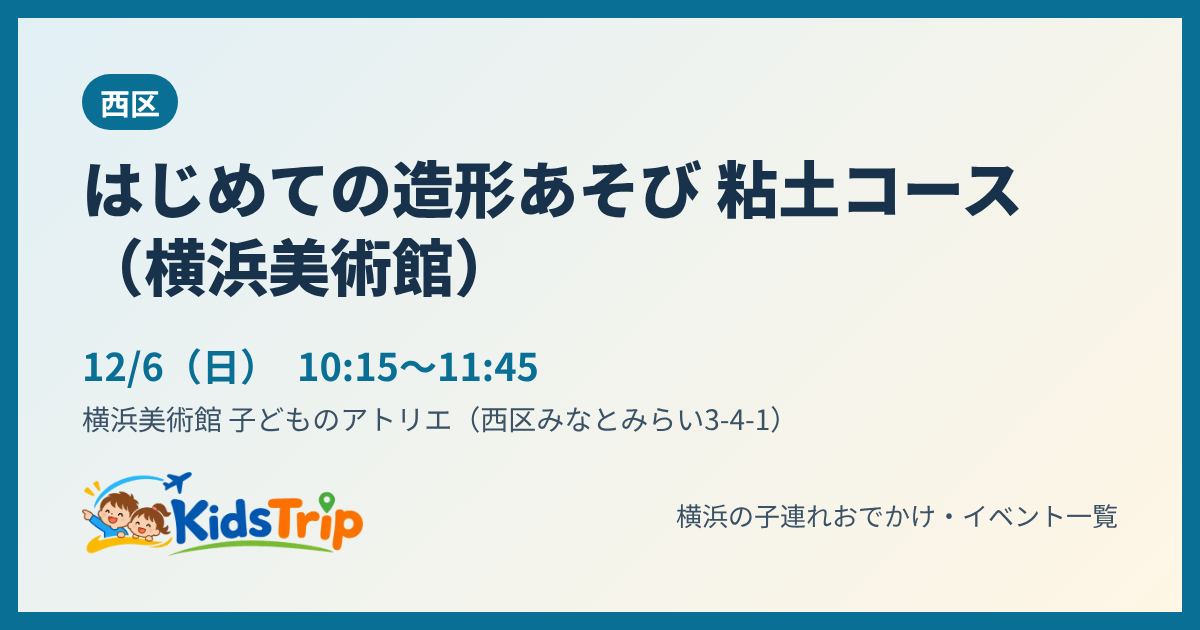 西区
はじめての造形あそび 粘土コース
（横浜美術館）
12/6（日） 10:15〜11:45
横浜美術館 子どものアトリエ（西区みなとみらい3-4-1）
KidsTrip
横浜の子連れおでかけ・イベント一覧